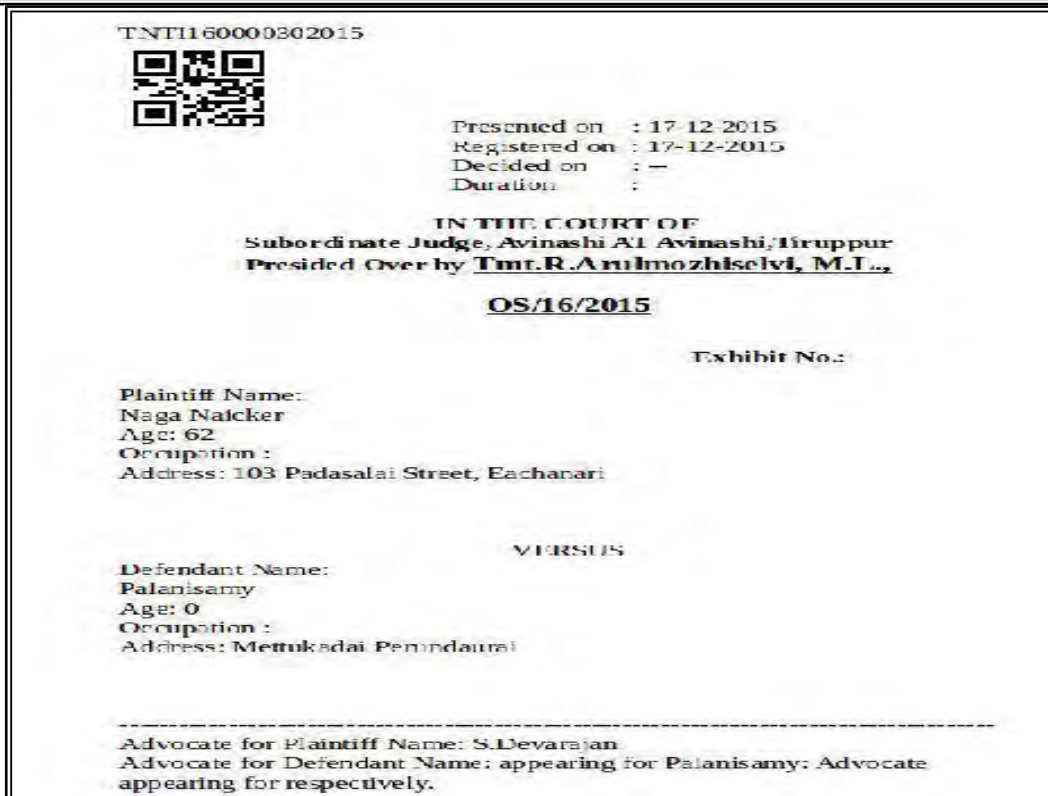 TNTI160000302015
Presented on : 17-12-2015
Registered on : 17-12-2015
Decided on : --
Duration :
IN THE COURT OF
Subordinate Judge, Avinashi AT Avinashi,Tiruppur
Presided Over by Tmt.R.Arulmozhiselvi, M.L.,
OS/16/2015
Exhibit No.:
Plaintiff Name:
Naga Naicker
Age: 62
Occupation :
Address: 103 Padasalai Street, Eachanari
VERSUS
Defendant Name:
Palanisamy
Age: 0
Occupation :
Address: Mettukadai Perundaurai
Advocate for Plaintiff Name: S.Devarajan
Advocate for Defendant Name: appearing for Palanisamy: Advocate
appearing for respectively.